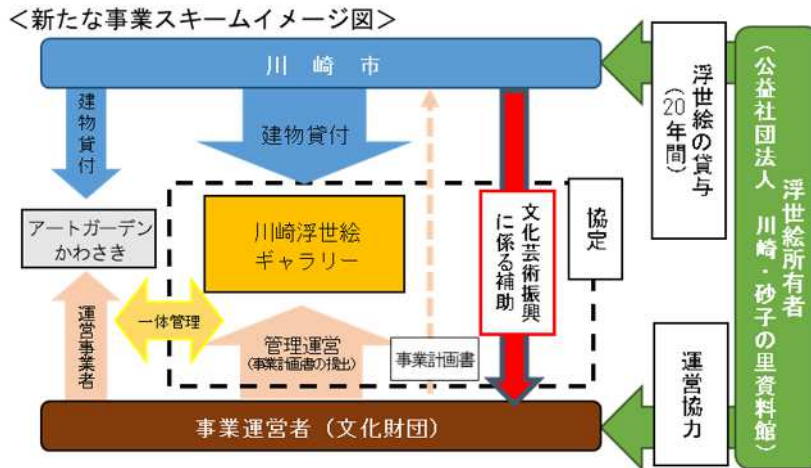 ＜新たな事業スキームイメージ図＞
川崎市
建物貸付
建物貸付
浮世絵の貸与
（20年間）
浮世絵所有者
（公益社団法人　川崎・砂子の里資料館）
アートガーデン
かわさき
川崎浮世絵
ギャラリー
文化芸術振興
に係る補助
協定
運営事業者
一体管理
管理運営
（事業計画書の提出）
事業計画書
運営協力
事業運営者（文化財団）